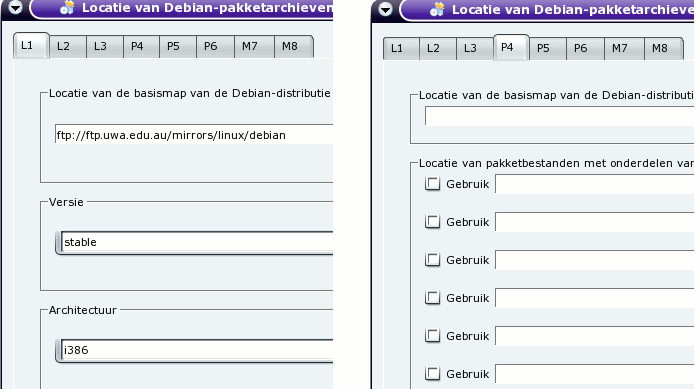 Locatie van Debian-pakketarchieven
L1 L2 L3 P4 P5 P6 M7 M8
Locatie van de basismap van de Debian-distributie
ftp://ftp.uwa.edu.au/mirrors/linux/debian
Versie
stable
Architectuur
i386
Locatie van Debian-pakketarchieve
L1 L2 L3 P4 P5 P6 M7 M8
Locatie van de basismap van de Debian-distributi
Locatie van pakketbestanden met onderdelen van
Gebruik
Gebruik
Gebruik
Gebruik
Gebruik
Gebruik